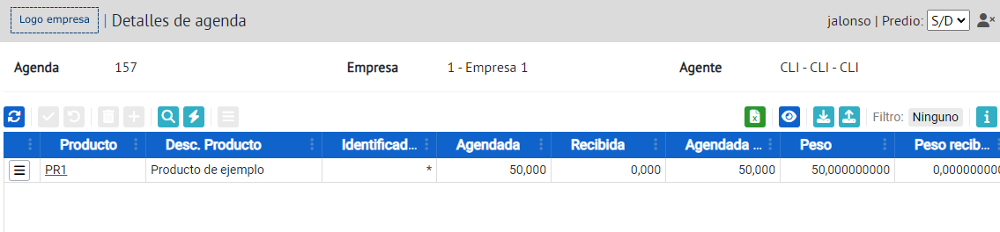 Logo empresa | Detalles de agenda jalonso | Predio: S/D
Agenda 157 Empresa 1 - Empresa 1 Agente CLI - CLI - CLI
Filtro: Ninguno
Producto Desc. Producto Identificad... Agendada Recibida Agendada ... Peso Peso recib...
PR1 Producto de ejemplo * 50,000 0,000 50,000 50,000000000 0,000000000